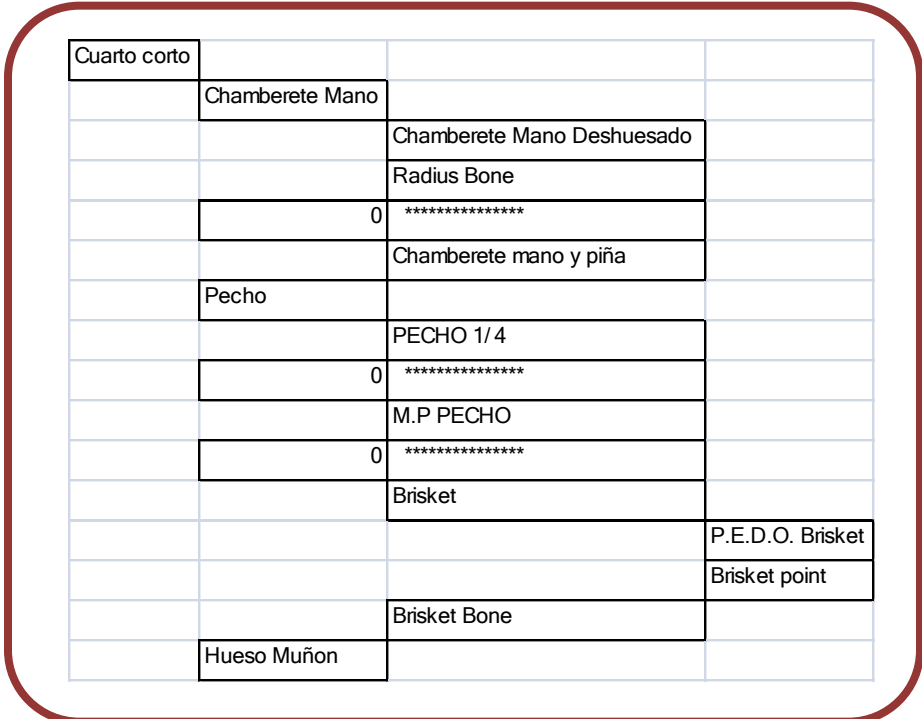 Cuarto corto
Chamberete Mano
Chamberete Mano Deshuesado
Radius Bone
0 ***************
Chamberete mano y piña
Pecho
PECHO 1/ 4
0 ***************
M.P PECHO
0 ***************
Brisket
P.E.D.O. Brisket
Brisket point
Brisket Bone
Hueso Muñon